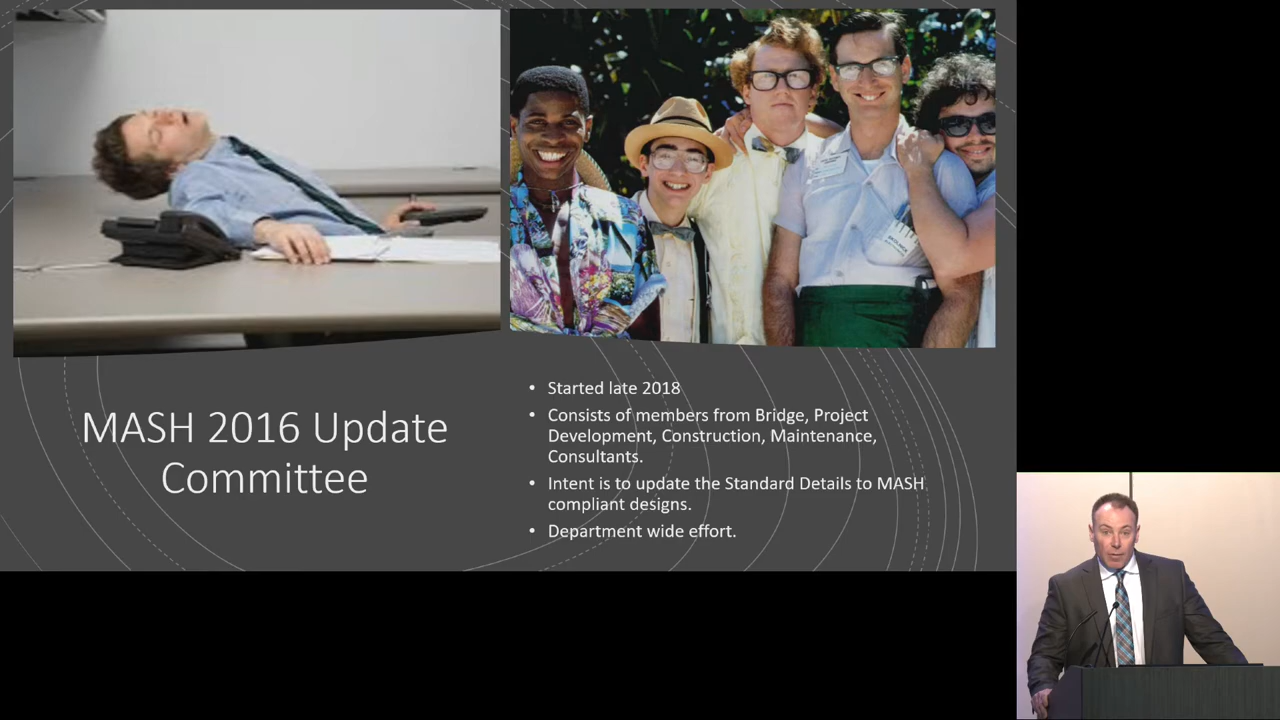 MASH 2016 Update
Committee
• Started late 2018
• Consists of members from Bridge, Project
Development, Construction, Maintenance,
Consultants.
• Intent is to update the Standard Details to MASH
compliant designs.
• Department wide effort.